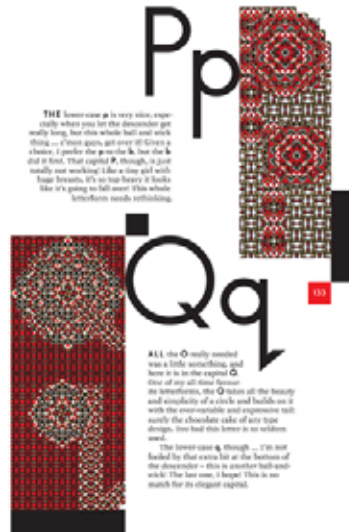 Pp
THE lower-case p is very nice, espe-
cially when you let the descender get
really long, but this whole ball and stick
thing ... c'mon guys, get over it! Given a
choice, I prefer the p to the b, but the b
did it first. That capital P, though, is just
totally not working! Like a tiny girl with
huge breasts, it's so top-heavy it looks
like it's going to fall over! This whole
letterform needs rethinking.
Qq
133
ALL the O really needed
was a little something, and
here it is in the capital Q.
One of my all-time favour-
ite letterforms, the Q takes all the beauty
and simplicity of a circle and builds on it
with the ever-variable and expressive tail:
surely the chocolate cake of any type
design. Too bad this letter is so seldom
used.
The lower-case q, though ... I'm not
fooled by that extra bit at the bottom of
the descender – this is another ball-and-
stick! The last one, I hope! This is no
match for its elegant capital.